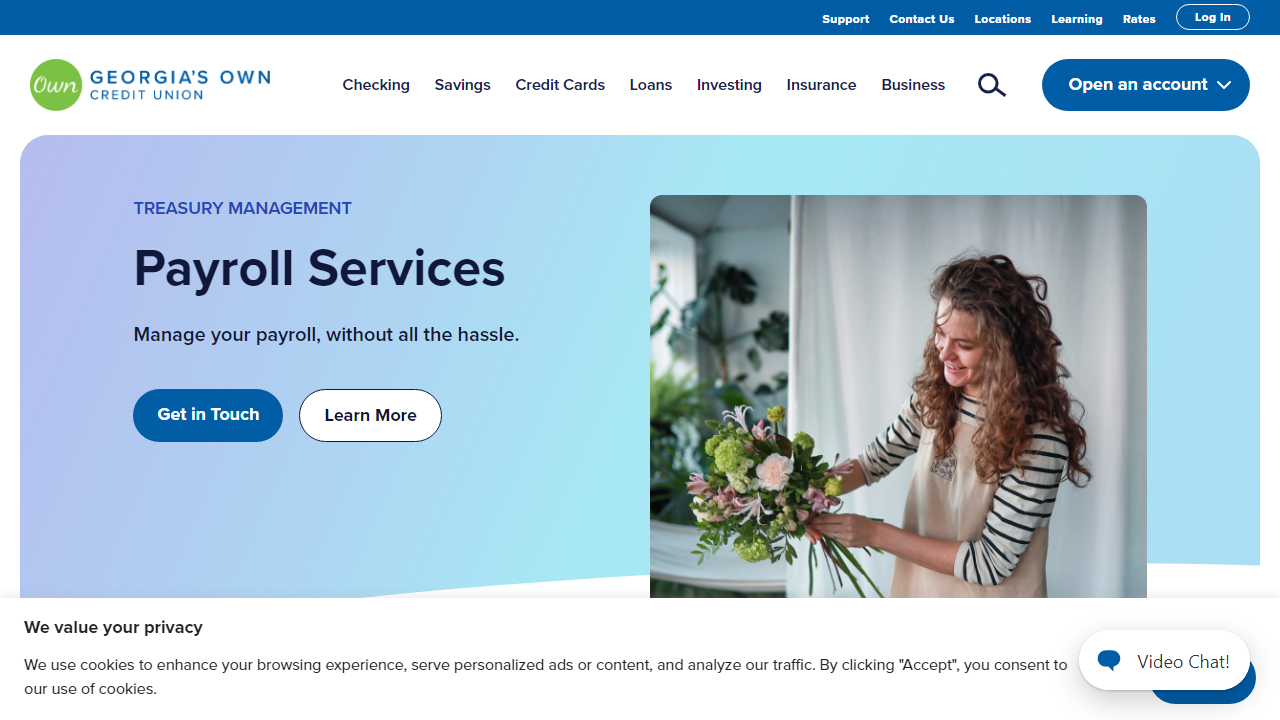 Support Contact Us Locations Learning Rates Log In
Own GEORGIA'S OWN
CREDIT UNION
Checking Savings Credit Cards Loans Investing Insurance Business
Open an account
TREASURY MANAGEMENT
Payroll Services
Manage your payroll, without all the hassle.
Get in Touch Learn More
We value your privacy
We use cookies to enhance your browsing experience, serve personalized ads or content, and analyze our traffic. By clicking "Accept", you consent to
our use of cookies.
Video Chat!